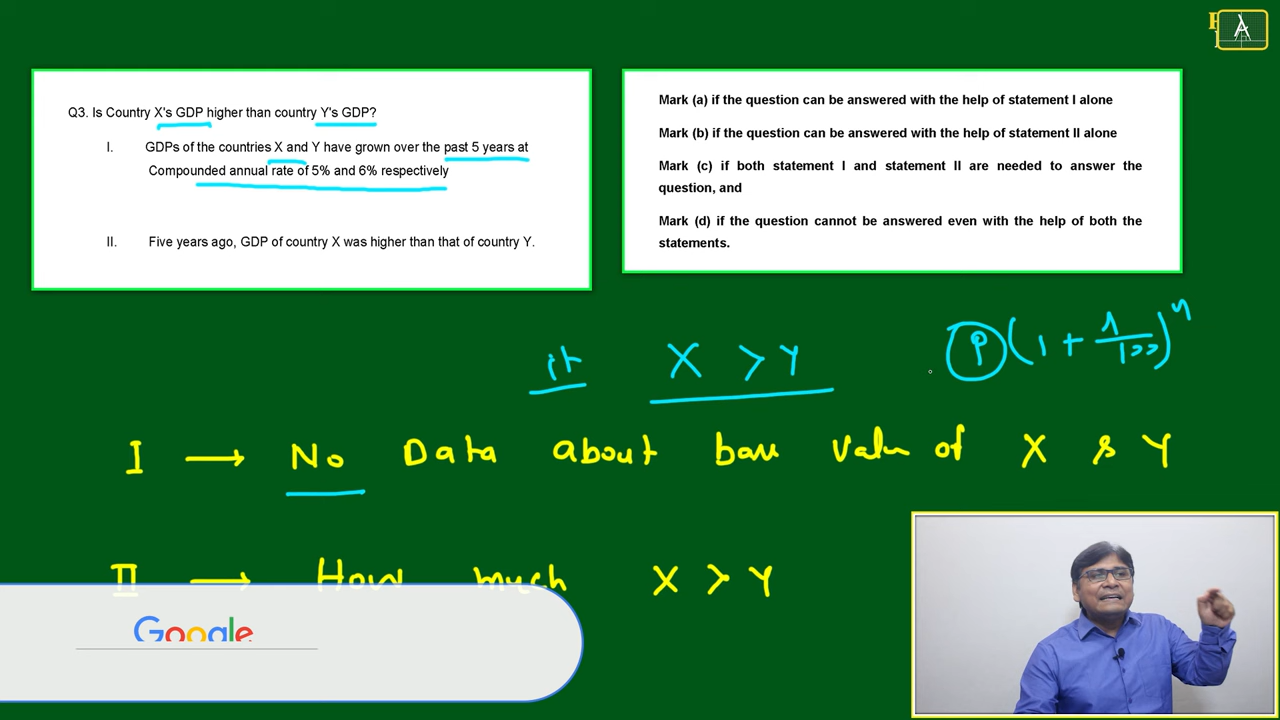 Q3. Is Country X's GDP higher than country Y's GDP?
I. GDPs of the countries X and Y have grown over the past 5 years at
Compounded annual rate of 5% and 6% respectively
II. Five years ago, GDP of country X was higher than that of country Y.
Mark (a) if the question can be answered with the help of statement I alone
Mark (b) if the question can be answered with the help of statement II alone
Mark (c) if both statement I and statement II are needed to answer the
question, and
Mark (d) if the question cannot be answered even with the help of both the
statements.
X > Y
P(1 + r/100)^n
I → No Data About base value of X & Y
II → How much X > Y
Google